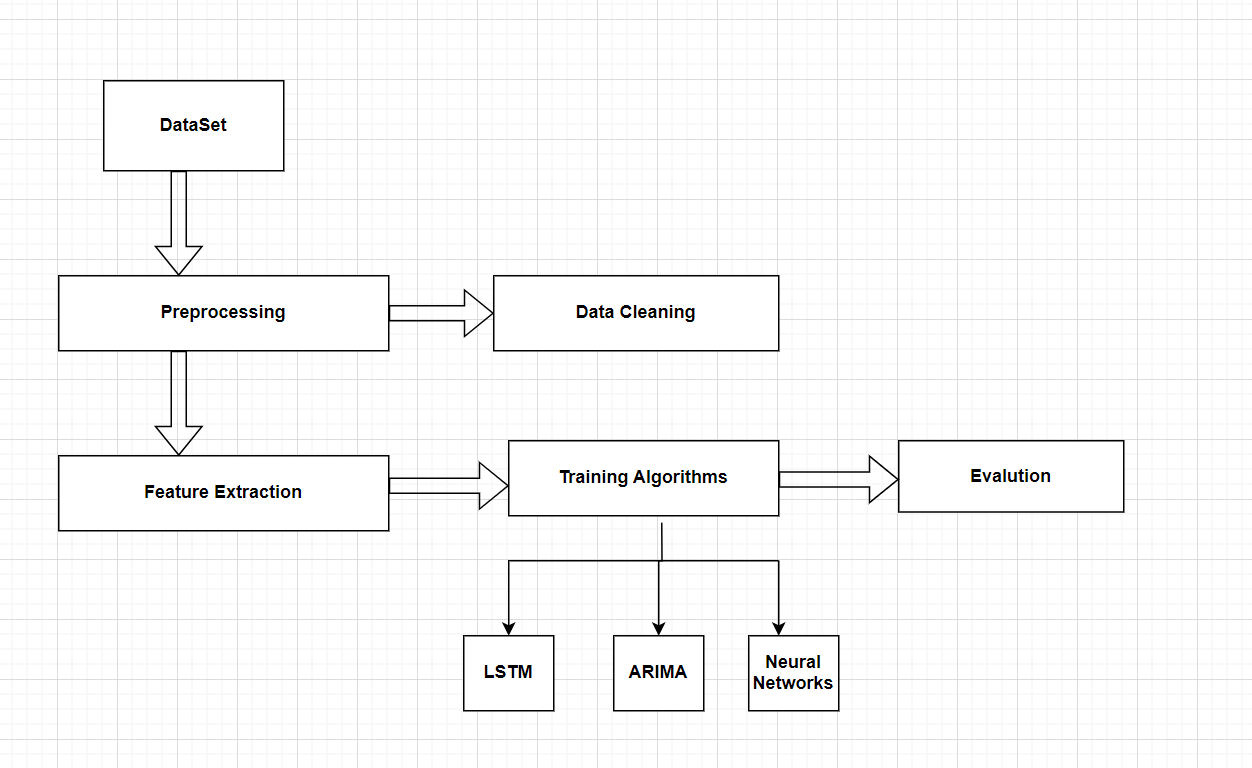 DataSet
Preprocessing
Data Cleaning
Feature Extraction
Training Algorithms
Evalution
LSTM
ARIMA
Neural
Networks